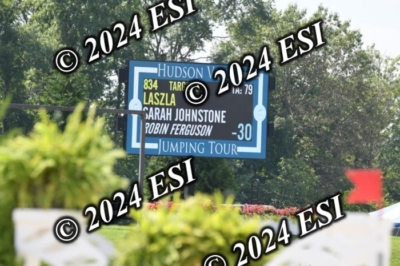 © 2024 ESI
© 2024 ESI
HUDSON
834 79
LASZLA
SARAH JOHNSTONE
ROBIN FERGUSON -30
JUMPING TOUR
© 2024 ESI
© 2024 ESI
© 2024 ESI